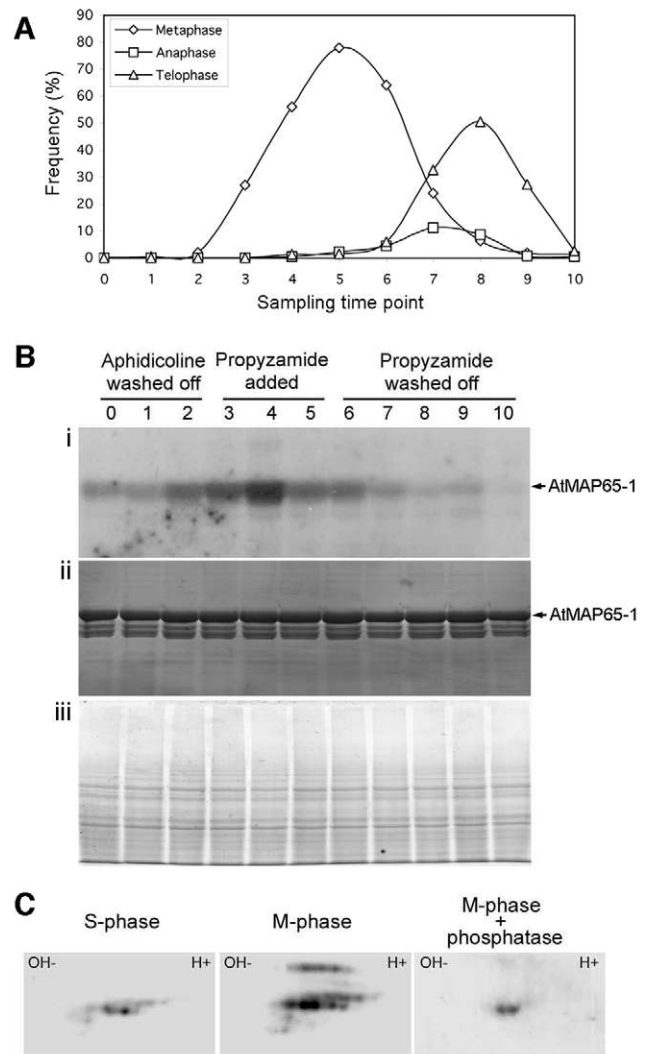 A
Metaphase
Anaphase
Telophase
Frequency (%)
90
80
70
60
50
40
30
20
10
0
0 1 2 3 4 5 6 7 8 9 10
Sampling time point
B
Aphidicoline washed off
Propyzamide added
Propyzamide washed off
0 1 2 3 4 5 6 7 8 9 10
i
AtMAP65-1
ii
AtMAP65-1
iii
C
S-phase
M-phase
M-phase
+
phosphatase
OH- H+
OH- H+
OH- H+